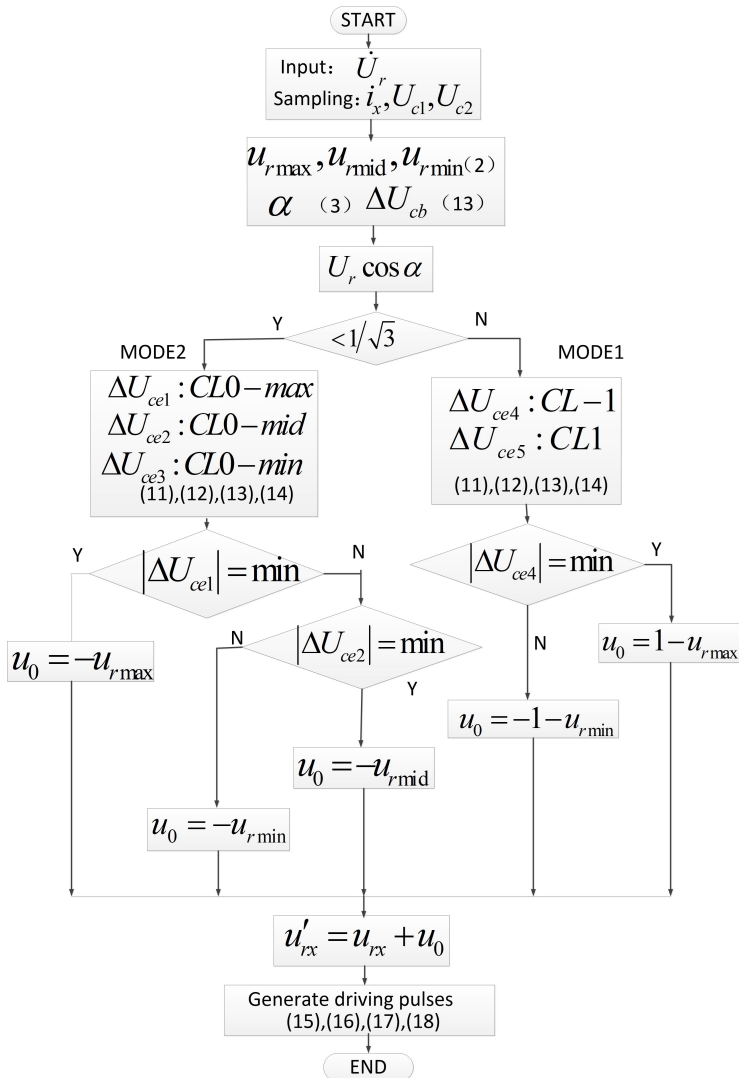 START
Input: U̇r
Sampling: ix, Uc1, Uc2
urmax, urmid, urmin(2)
α (3) ΔUcb (13)
Ur cosα
<1/√3
Y
N
MODE2
MODE1
ΔUce1 : CL0−max
ΔUce2 : CL0−mid
ΔUce3 : CL0−min
(11),(12),(13),(14)
ΔUce4 : CL−1
ΔUce5 : CL1
(11),(12),(13),(14)
Y
|ΔUce1| = min
N
|ΔUce4| = min
Y
N
|ΔUce2| = min
Y
N
u0 = −urmax
u0 = 1−urmax
u0 = −1−urmin
u0 = −urmid
u0 = −urmin
u′rx = urx + u0
Generate driving pulses
(15),(16),(17),(18)
END